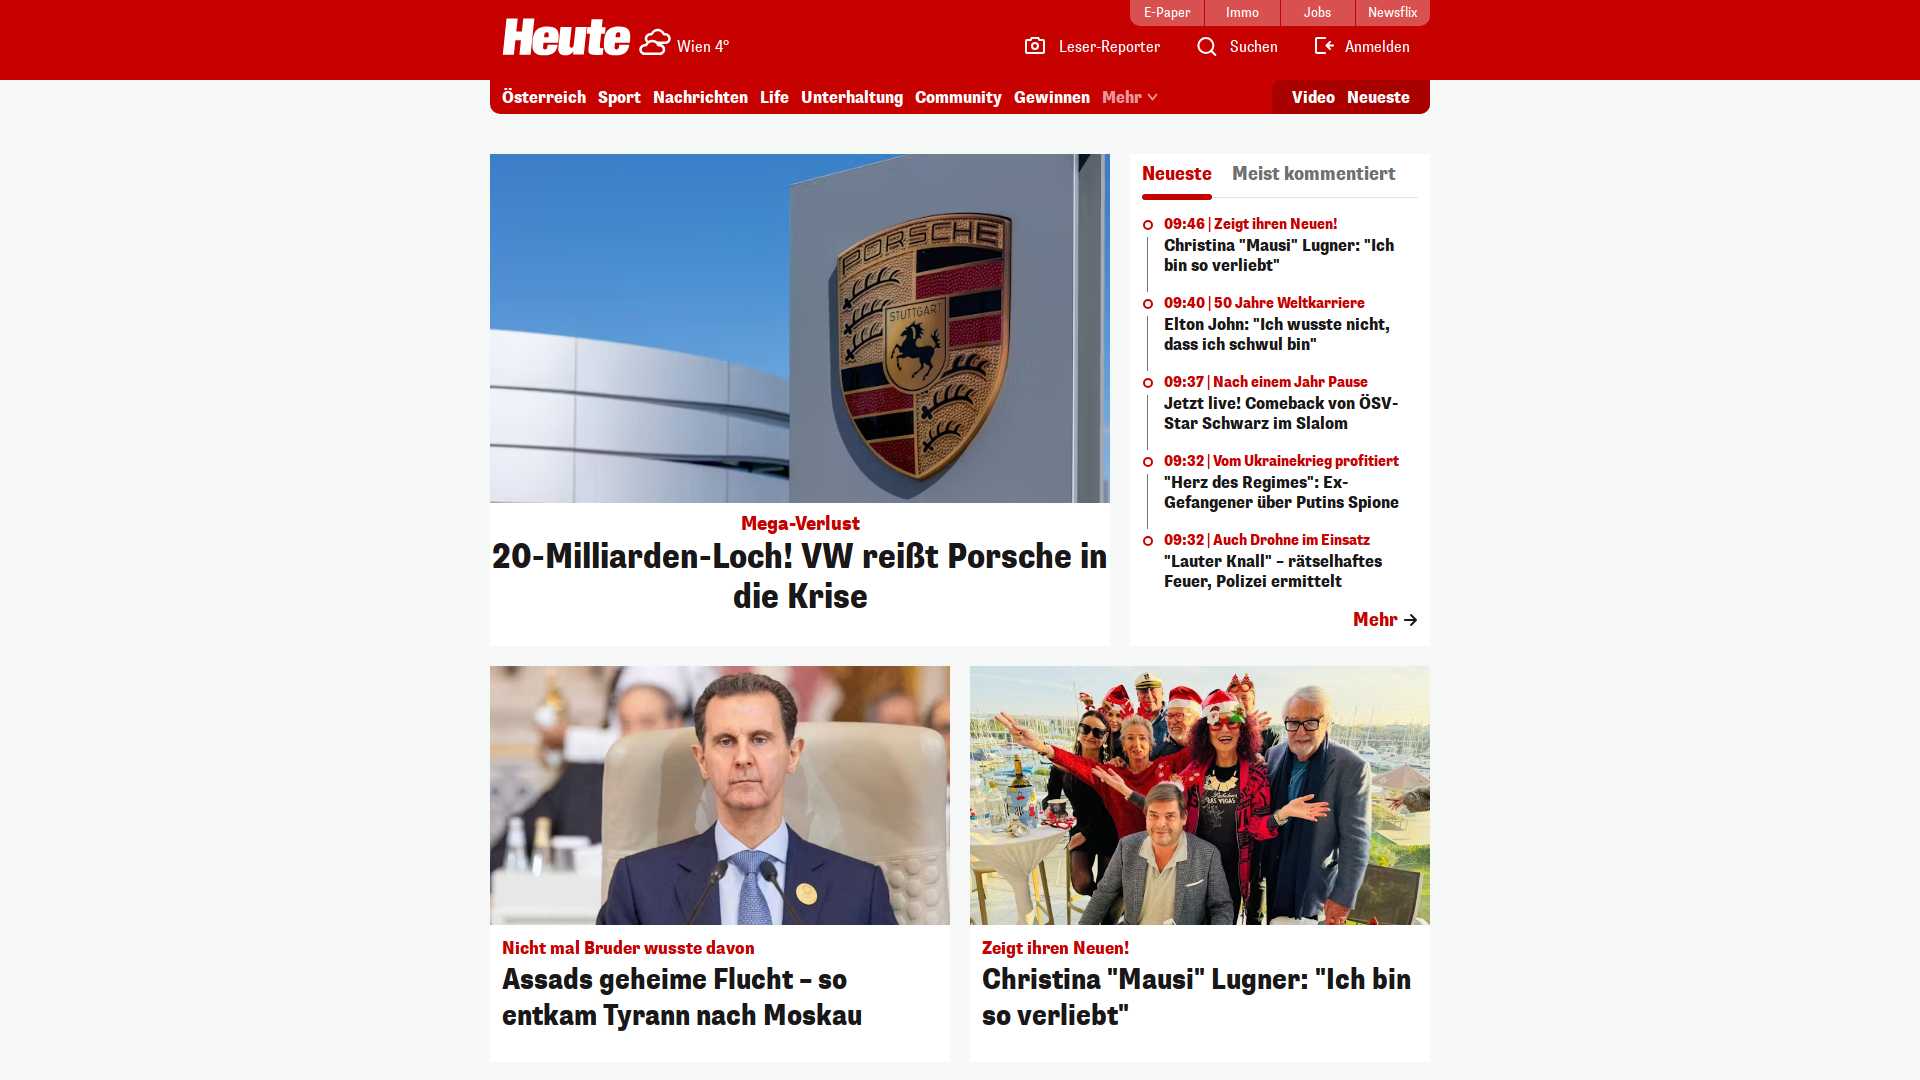 E-Paper
Immo
Jobs
Newsflix
Heute
Wien 4°
Leser-Reporter
Suchen
Anmelden
Österreich
Sport
Nachrichten
Life
Unterhaltung
Community
Gewinnen
Mehr
Video
Neueste
PORSCHE
STUTTGART
Mega-Verlust
20-Milliarden-Loch! VW reißt Porsche in
die Krise
Neueste
Meist kommentiert
09:46 | Zeigt ihren Neuen!
Christina "Mausi" Lugner: "Ich
bin so verliebt"
09:40 | 50 Jahre Weltkarriere
Elton John: "Ich wusste nicht,
dass ich schwul bin"
09:37 | Nach einem Jahr Pause
Jetzt live! Comeback von ÖSV-
Star Schwarz im Slalom
09:32 | Vom Ukrainekrieg profitiert
"Herz des Regimes": Ex-
Gefangener über Putins Spione
09:32 | Auch Drohne im Einsatz
"Lauter Knall" – rätselhaftes
Feuer, Polizei ermittelt
Mehr
Nicht mal Bruder wusste davon
Assads geheime Flucht – so
entkam Tyrann nach Moskau
LAS VEGAS
Zeigt ihren Neuen!
Christina "Mausi" Lugner: "Ich bin
so verliebt"